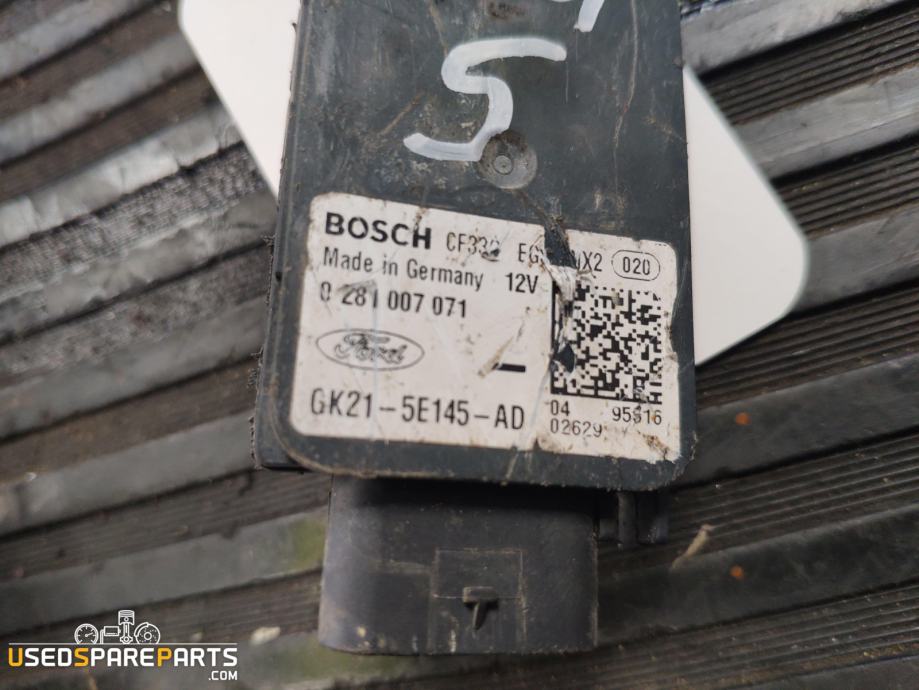 5
BOSCH 020
Made in Germany 12V
0 281 007 071
Ford
GK21-5E145-AD
04 95516
02629
USEDSPAREPARTS
.COM